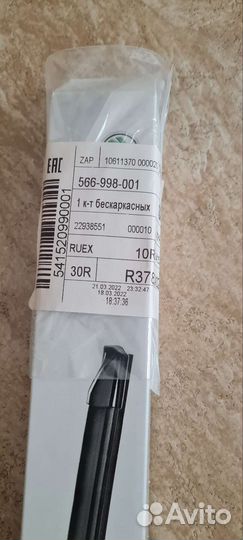 EAC
541520990001
ZAP 10611370 00002
566-998-001
1 к-т бескаркасных
22938551 000010
RUEX 10R
30R R37
21.03.2022 23:32:47
18.03.2022
18:37:36
Avito